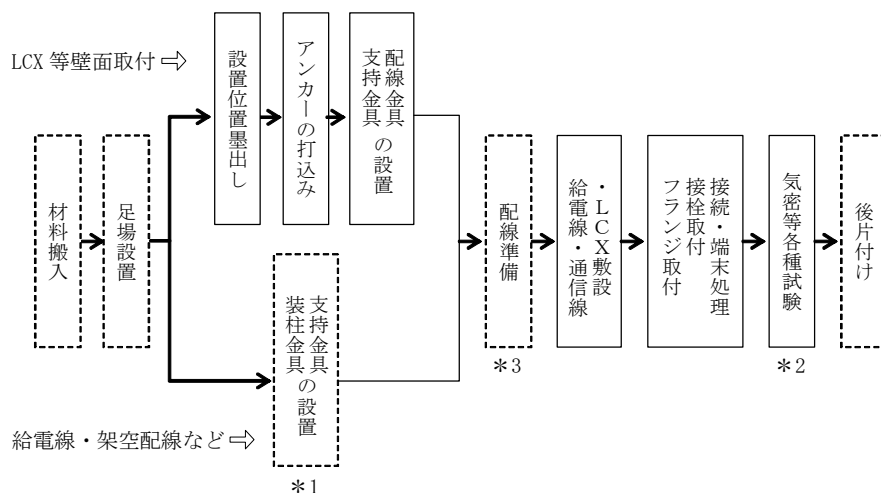 LCX 等壁面取付⇨
設置位置墨出し
アンカーの打込み
配線金具
支持金具
の設置
材料搬入
足場設置
支持金具
装柱金具
の設置
*1
給電線・架空配線など⇨
配線準備
*3
給電線・通信線
・LCX敷設
接続・端末処理
接栓取付
フランジ取付
気密等各種試験
*2
後片付け